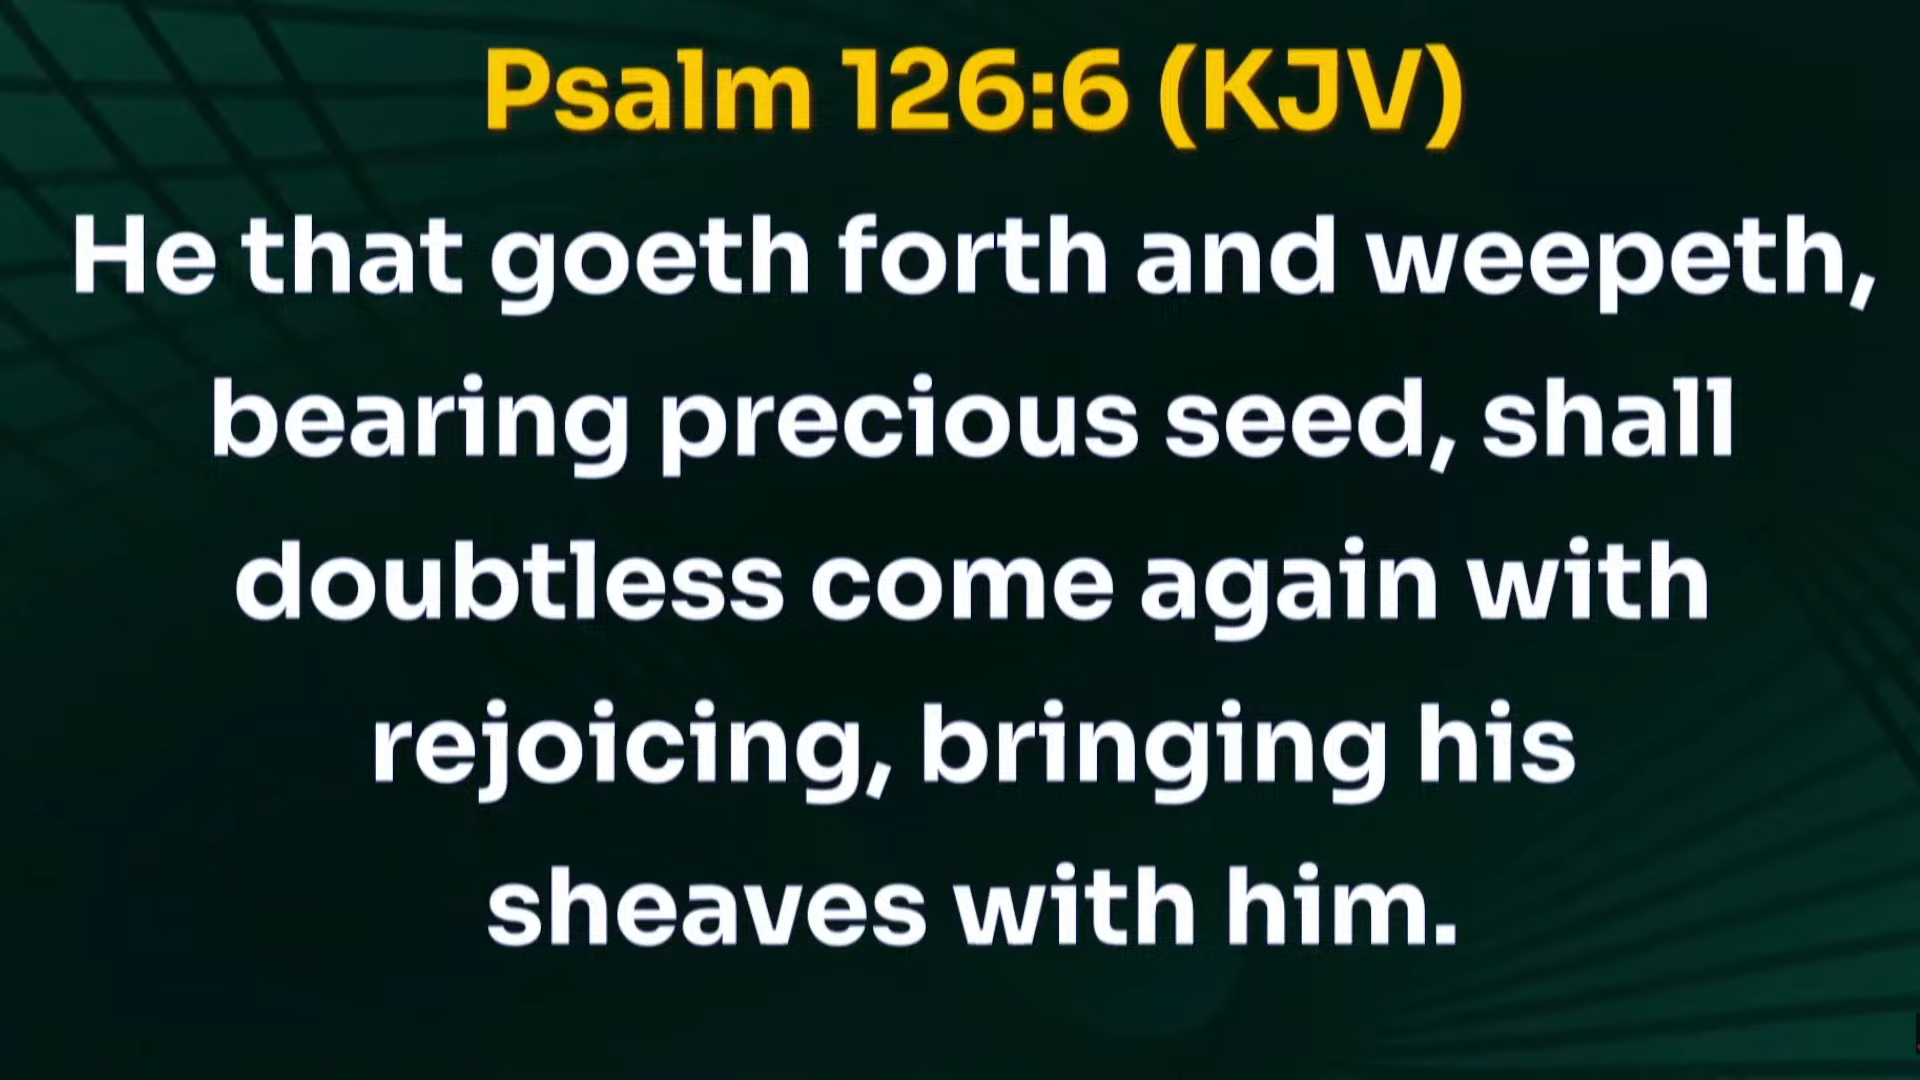 Psalm 126:6 (KJV)
He that goeth forth and weepeth,
bearing precious seed, shall
doubtless come again with
rejoicing, bringing his
sheaves with him.